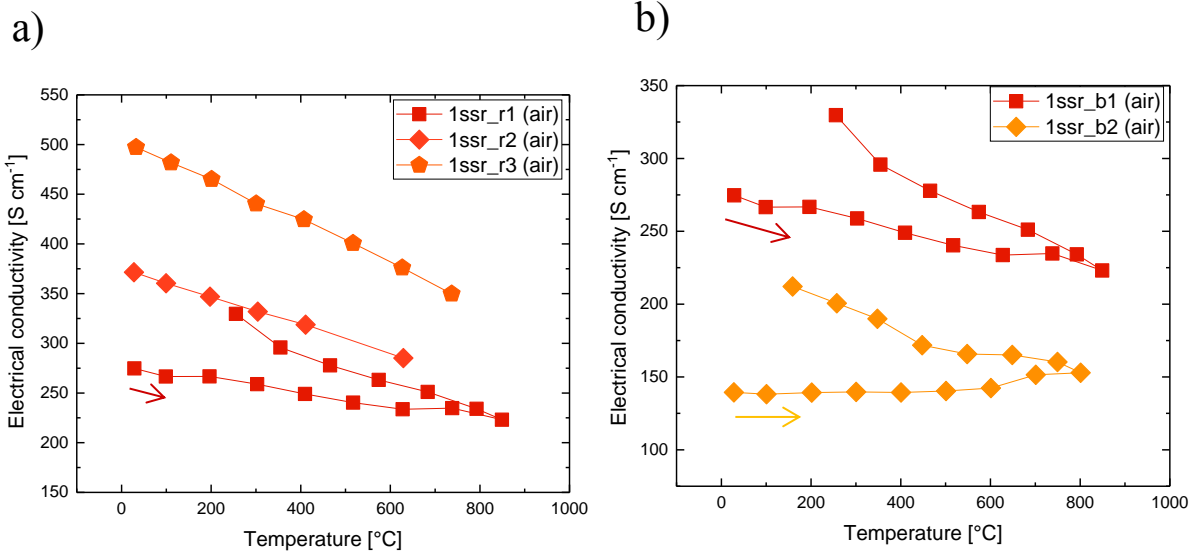 a)
550
500
450
400
350
300
250
200
150
0
200
400
600
800
1000
Electrical conductivity [S cm⁻¹]
Temperature [°C]
1ssr_r1 (air)
1ssr_r2 (air)
1ssr_r3 (air)
b)
350
300
250
200
150
100
0
200
400
600
800
1000
Electrical conductivity [S cm⁻¹]
Temperature [°C]
1ssr_b1 (air)
1ssr_b2 (air)